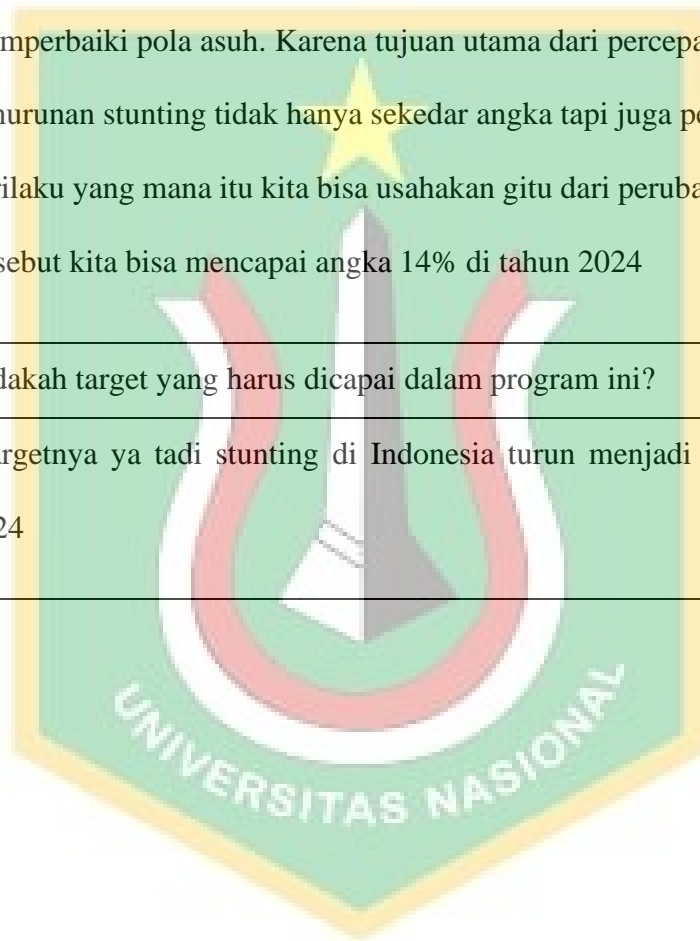 mperbaiki pola asuh. Karena tujuan utama dari percepa
nurunan stunting tidak hanya sekedar angka tapi juga pe
rilaku yang mana itu kita bisa usahakan gitu dari peruba
sebut kita bisa mencapai angka 14% di tahun 2024
dakah target yang harus dicapai dalam program ini?
argetnya ya tadi stunting di Indonesia turun menjadi
24
UNIVERSITAS NASIONAL